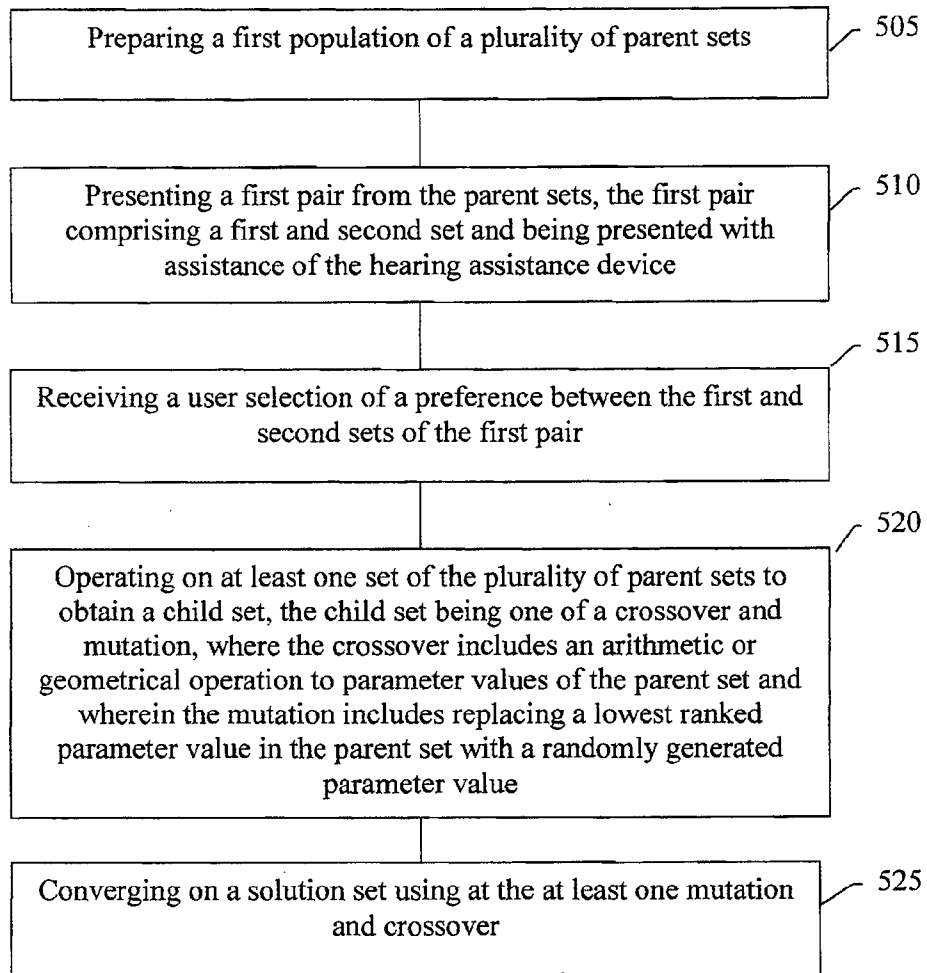 Preparing a first population of a plurality of parent sets
505
Presenting a first pair from the parent sets, the first pair
comprising a first and second set and being presented with
assistance of the hearing assistance device
510
Receiving a user selection of a preference between the first and
second sets of the first pair
515
Operating on at least one set of the plurality of parent sets to
obtain a child set, the child set being one of a crossover and
mutation, where the crossover includes an arithmetic or
geometrical operation to parameter values of the parent set and
wherein the mutation includes replacing a lowest ranked
parameter value in the parent set with a randomly generated
parameter value
520
Converging on a solution set using at the at least one mutation
and crossover
525